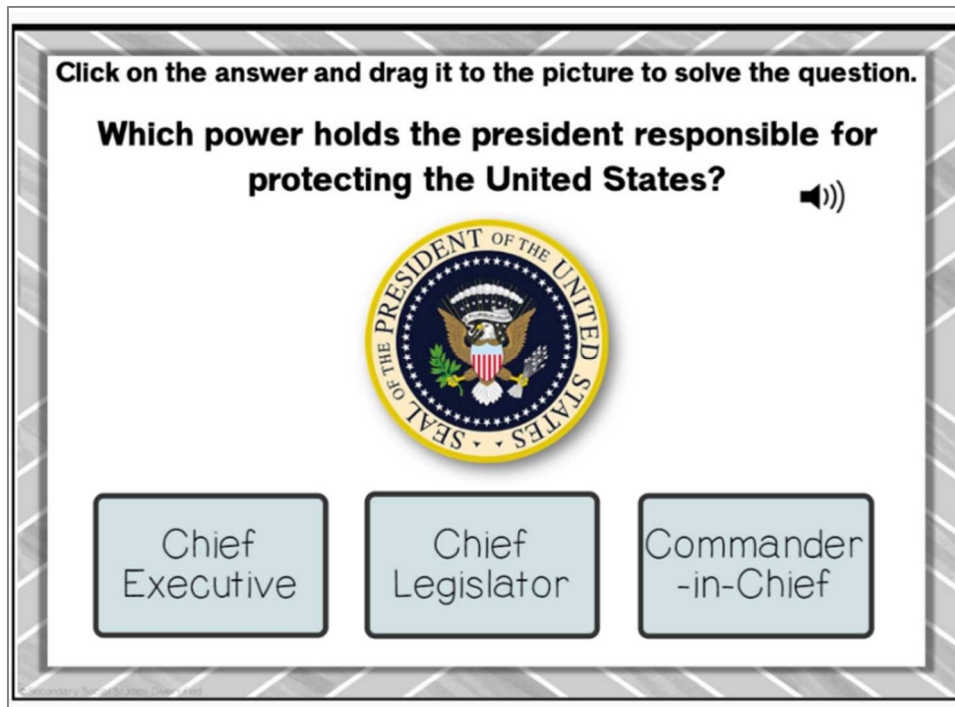 Click on the answer and drag it to the picture to solve the question.
Which power holds the president responsible for
protecting the United States?
SEAL OF THE PRESIDENT OF THE UNITED STATES
Chief
Executive
Chief
Legislator
Commander
-in-Chief